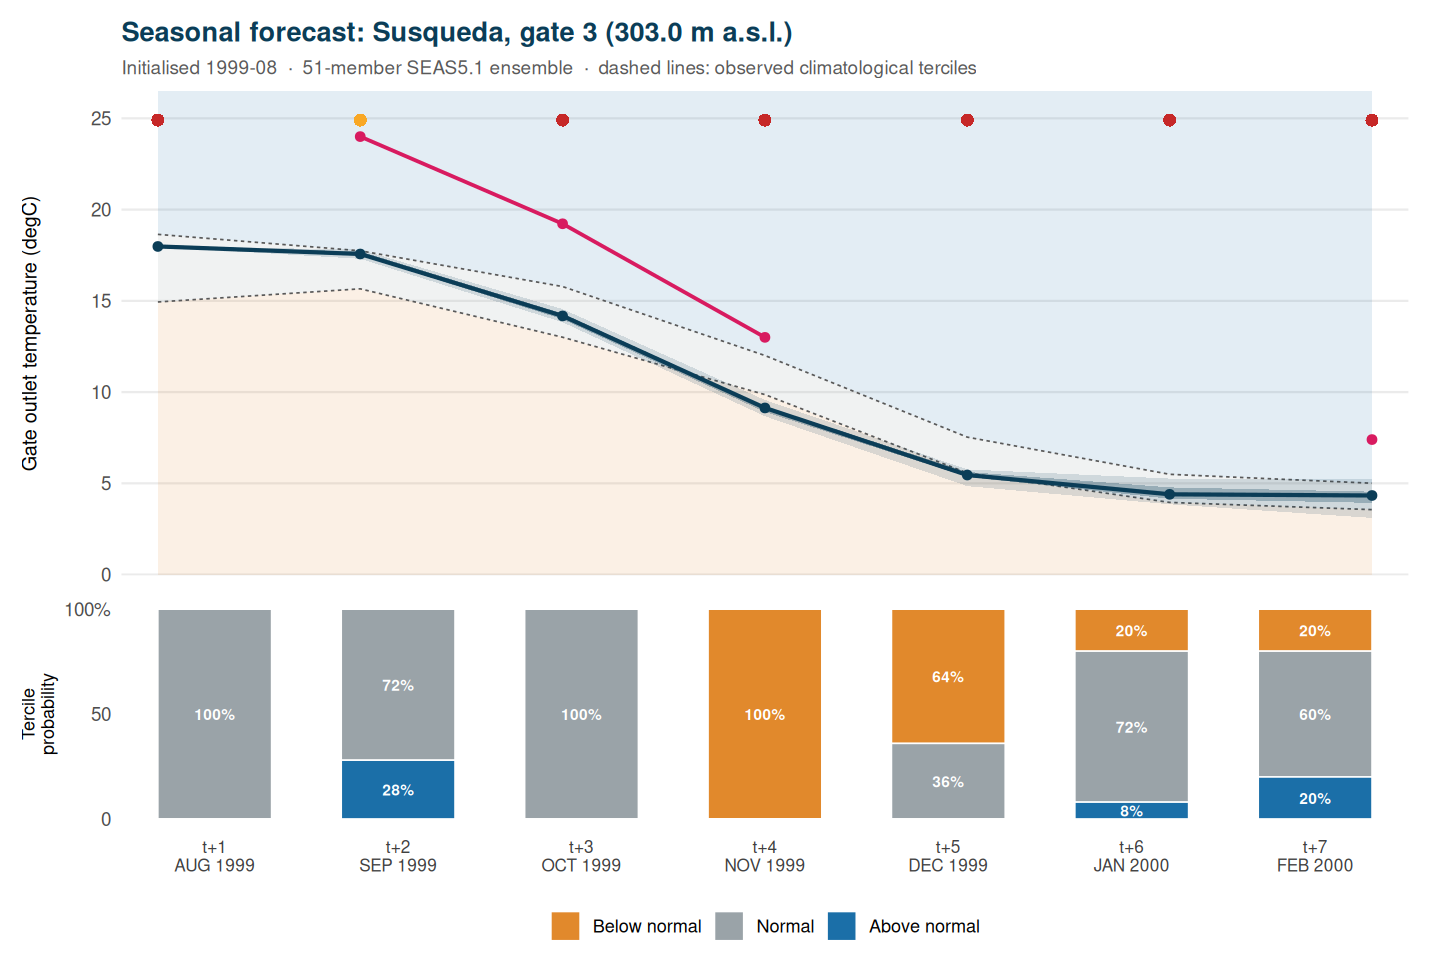 Seasonal forecast: Susqueda, gate 3 (303.0 m a.s.l.)
Initialised 1999-08 · 51-member SEAS5.1 ensemble · dashed lines: observed climatological terciles
Gate outlet temperature (degC)
25
20
15
10
5
0
Tercile
probability
100%
50
0
100%
72%
28%
100%
100%
64%
36%
20%
72%
8%
20%
60%
20%
t+1
AUG 1999
t+2
SEP 1999
t+3
OCT 1999
t+4
NOV 1999
t+5
DEC 1999
t+6
JAN 2000
t+7
FEB 2000
Below normal
Normal
Above normal